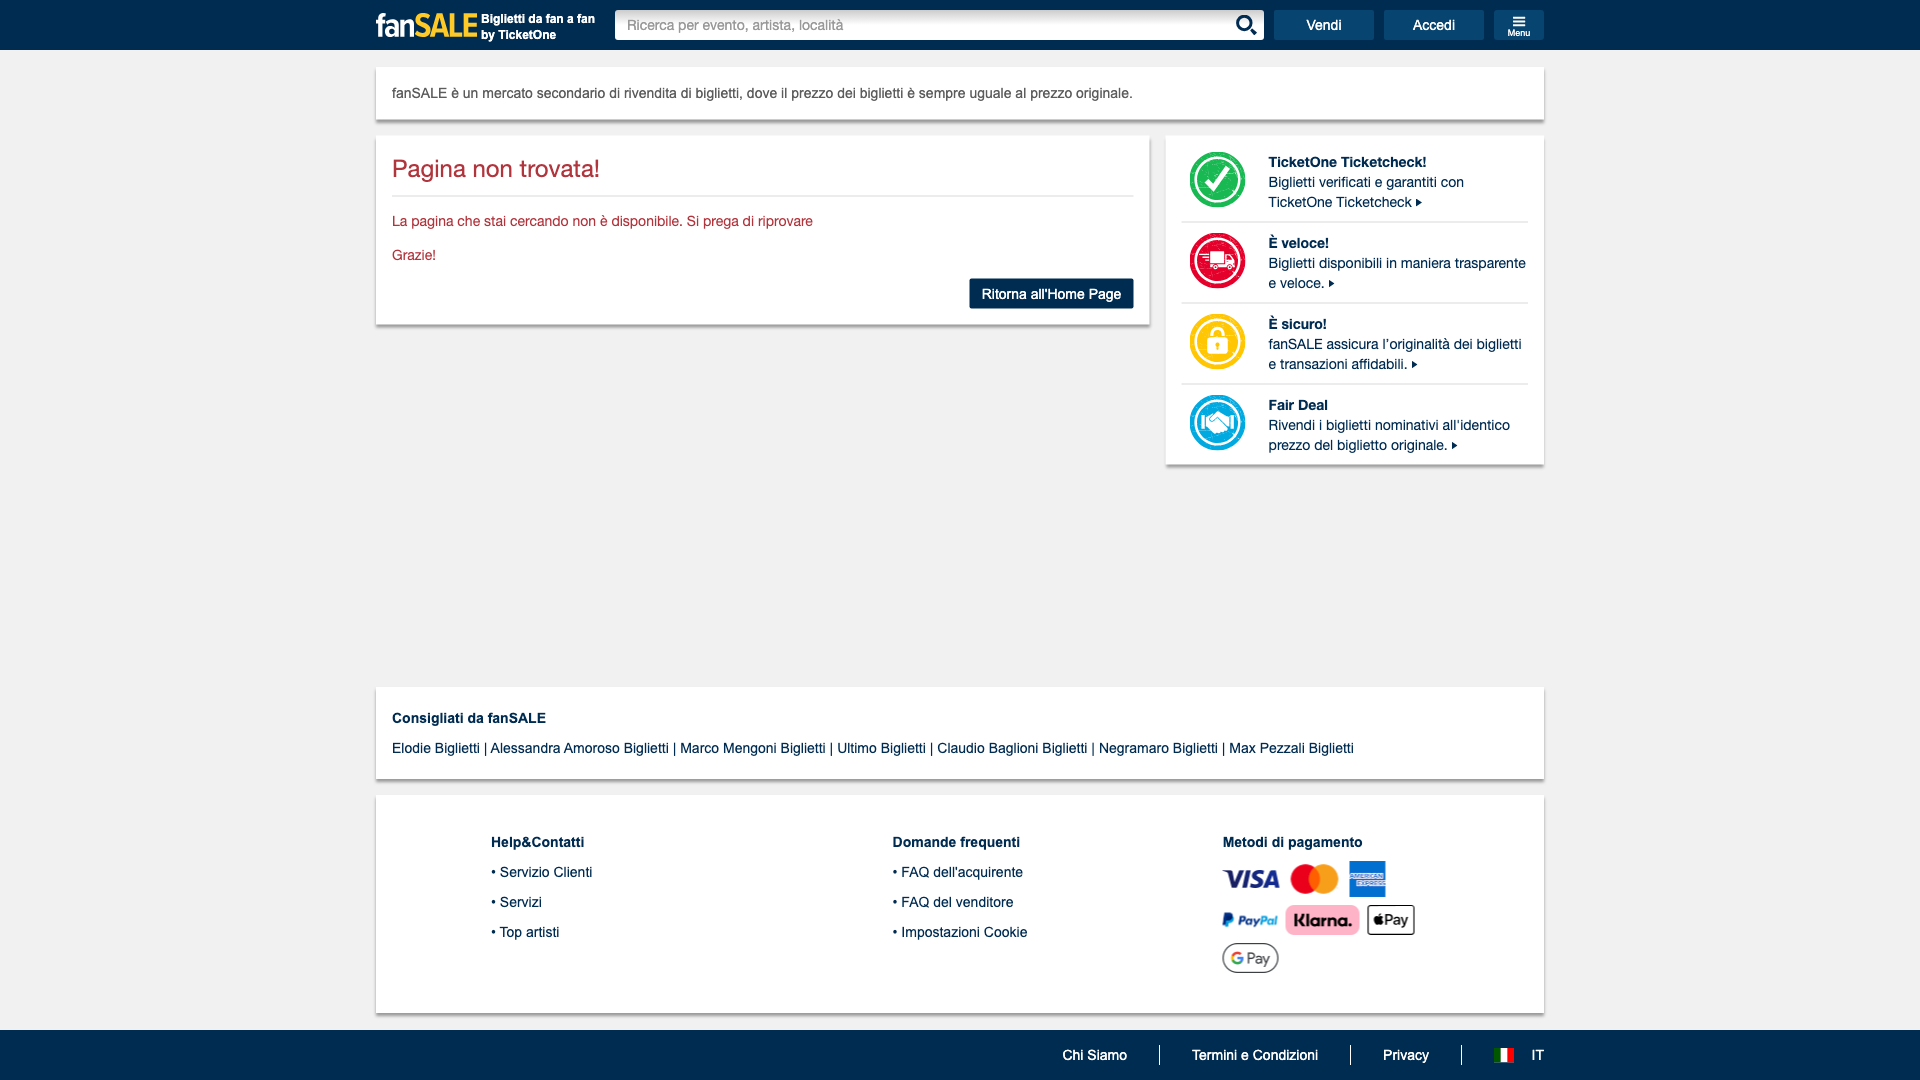 fanSALE Biglietti da fan a fan
by TicketOne
Ricerca per evento, artista, località
Vendi
Accedi
Menu
fanSALE è un mercato secondario di rivendita di biglietti, dove il prezzo dei biglietti è sempre uguale al prezzo originale.
Pagina non trovata!
La pagina che stai cercando non è disponibile. Si prega di riprovare
Grazie!
Ritorna all'Home Page
TicketOne Ticketcheck!
Biglietti verificati e garantiti con
TicketOne Ticketcheck
È veloce!
Biglietti disponibili in maniera trasparente
e veloce.
È sicuro!
fanSALE assicura l’originalità dei biglietti
e transazioni affidabili.
Fair Deal
Rivendi i biglietti nominativi all'identico
prezzo del biglietto originale.
Consigliati da fanSALE
Elodie Biglietti | Alessandra Amoroso Biglietti | Marco Mengoni Biglietti | Ultimo Biglietti | Claudio Baglioni Biglietti | Negramaro Biglietti | Max Pezzali Biglietti
Help&Contatti
• Servizio Clienti
• Servizi
• Top artisti
Domande frequenti
• FAQ dell'acquirente
• FAQ del venditore
• Impostazioni Cookie
Metodi di pagamento
VISA
AMERICAN
EXPRESS
PayPal
Klarna.
Pay
G Pay
Chi Siamo
Termini e Condizioni
Privacy
IT